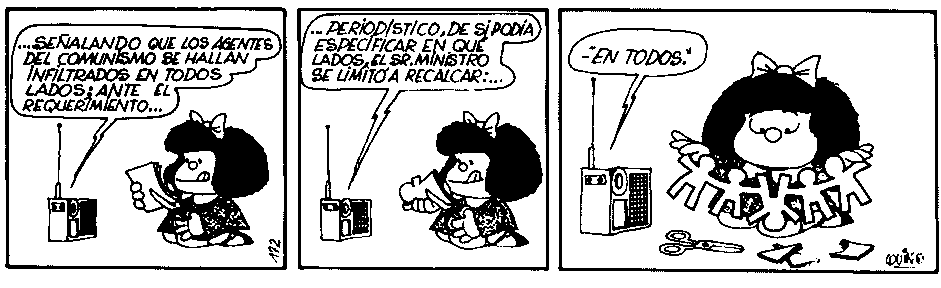 ...SEÑALANDO QUE LOS AGENTES
DEL COMUNISMO SE HALLAN
INFILTRADOS EN TODOS
LADOS; ANTE EL
REQUERIMIENTO...
...PERIODÍSTICO, DE SI PODÍA
ESPECIFICAR EN QUÉ
LADOS, EL SR. MINISTRO
SE LIMITÓ A RECALCAR:...
-"EN TODOS."
172
QUINO